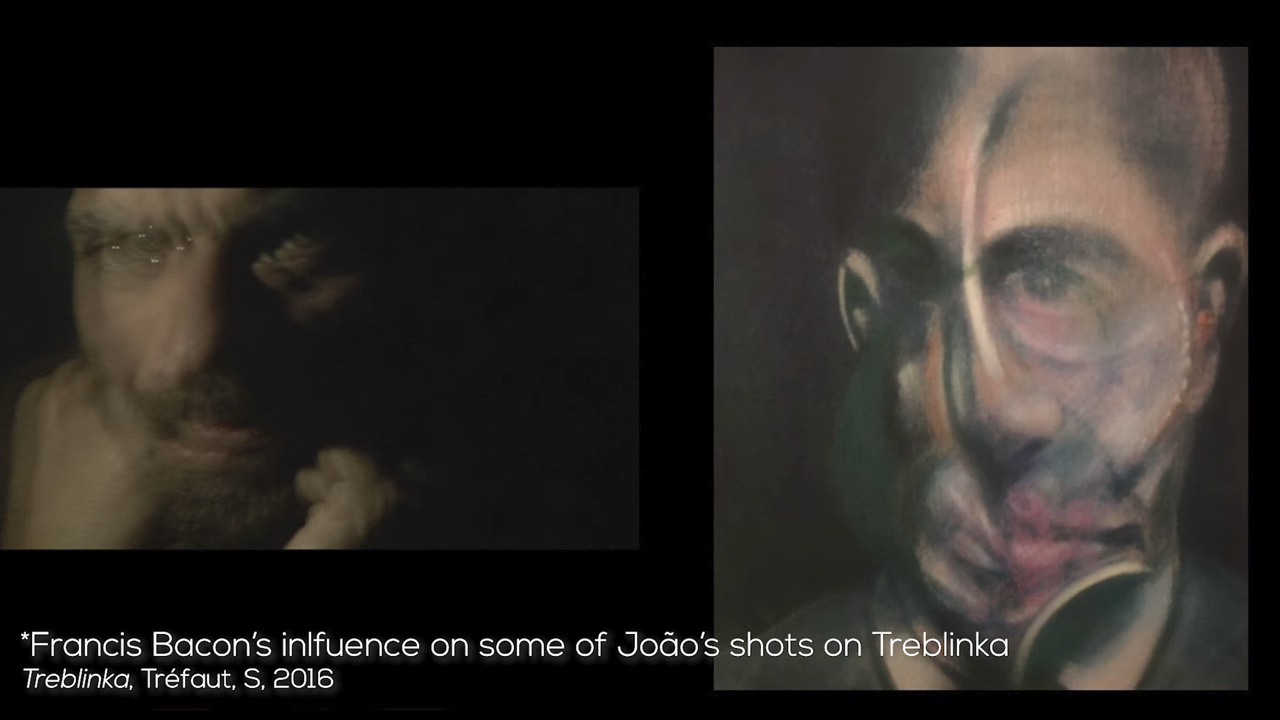 *Francis Bacon's inlfuence on some of João's shots on Treblinka
Treblinka, Tréfaut, S, 2016